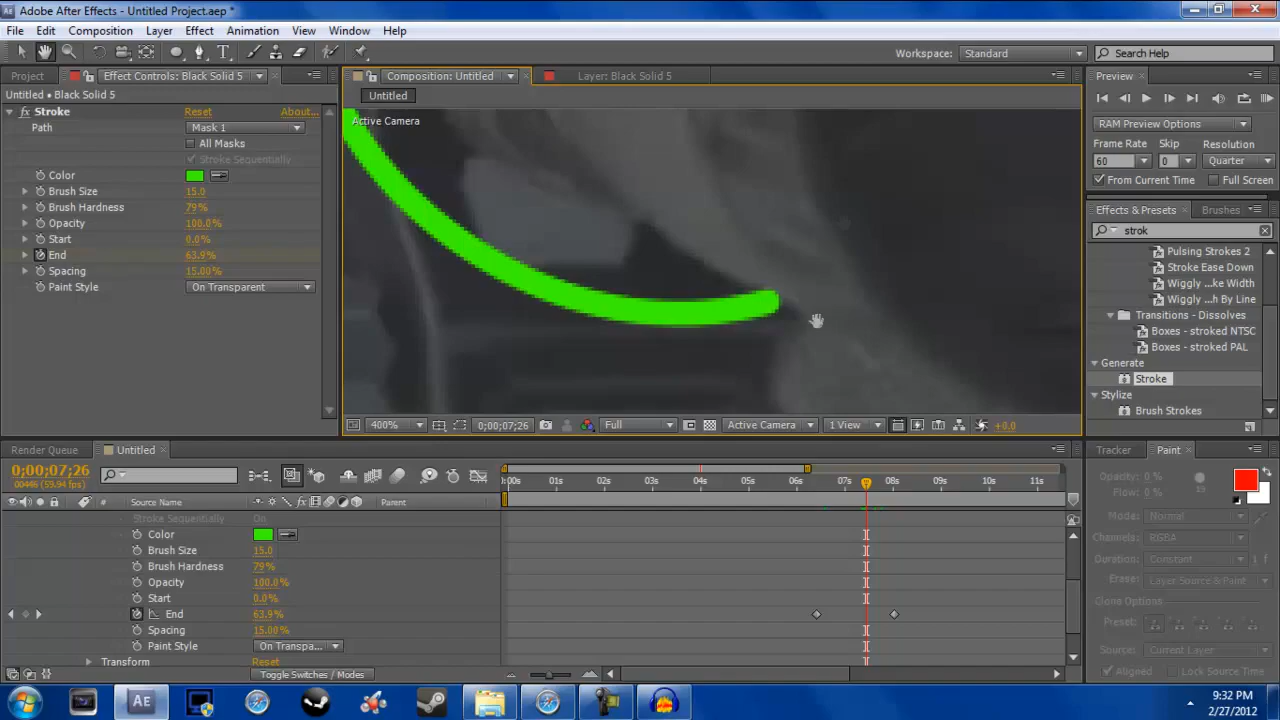 Adobe After Effects - Untitled Project.aep *
File Edit Composition Layer Effect Animation View Window Help
Workspace: Standard Search Help
Project Effect Controls: Black Solid 5 Composition: Untitled Layer: Black Solid 5 Preview
Untitled • Black Solid 5
Untitled
Stroke Reset About...
Active Camera
Path Mask 1
RAM Preview Options
All Masks
Frame Rate Skip Resolution
Stroke Sequentially
60 0 Quarter
Color
From Current Time Full Screen
Brush Size 15.0
Brush Hardness 79%
Effects & Presets Brushes
Opacity 100.0%
strok
Start 0.0%
End 63.9%
Pulsing Strokes 2
Spacing 15.00%
Stroke Ease Down
Paint Style On Transparent
Wiggly ...ke Width
Wiggly ...h By Line
Transitions - Dissolves
Boxes - stroked NTSC
Boxes - stroked PAL
Generate
Stroke
Stylize
Brush Strokes
400% 0;00;07;26 Full Active Camera 1 View +0.0
Render Queue Untitled
Tracker Paint
0;00;07;26
00446 (59.94 fps)
:00s 01s 02s 03s 04s 05s 06s 07s 08s 09s 10s 11s
Opacity: 0 %
Flow: 0 %
15
Source Name Parent
Stroke Sequentially On
Mode: Normal
Color
Channels: RGBA
Brush Size 15.0
Duration: Constant f
Brush Hardness 79%
Erase: Layer Source & Paint
Opacity 100.0%
Clone Options
Start 0.0%
Preset:
End 63.9%
Spacing 15.00%
Source: Current Layer
Paint Style On Transpa...
Transform Reset
Aligned Lock Source Time
Toggle Switches / Modes
Ae
9:32 PM
2/27/2012